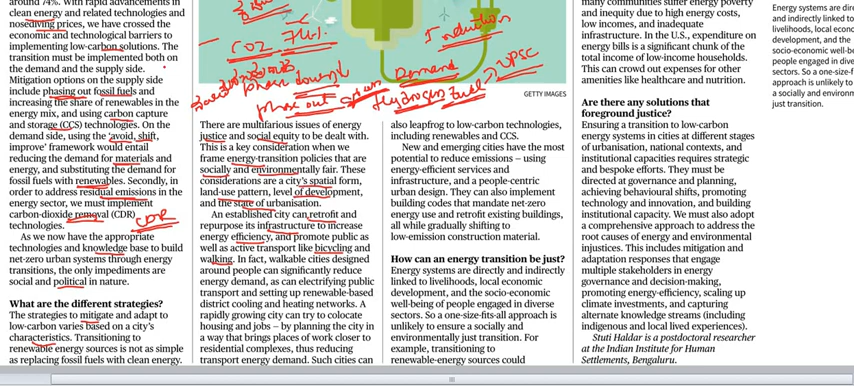 around 74%. With rapid advancements in
clean energy and related technologies and
nosediving prices, we have crossed the
economic and technological barriers to
implementing low-carbon solutions. The
transition must be implemented both on
the demand and the supply side.
Mitigation options on the supply side
include phasing out fossil fuels and
increasing the share of renewables in the
energy mix, and using carbon capture
and storage (CCS) technologies. On the
demand side, using the ‘avoid, shift,
improve’ framework would entail
reducing the demand for materials and
energy, and substituting the demand for
fossil fuels with renewables. Secondly, in
order to address residual emissions in the
energy sector, we must implement
carbon-dioxide removal (CDR)
technologies.
CDR
As we now have the appropriate
technologies and knowledge base to build
net-zero urban systems through energy
transitions, the only impediments are
social and political in nature.
What are the different strategies?
The strategies to mitigate and adapt to
low-carbon varies based on a city’s
characteristics. Transitioning to
renewable energy sources is not as simple
as replacing fossil fuels with clean energy.
CO2
Induction
phase down
phase out
Demand
Hydrogen fuel
UPSC
GETTY IMAGES
There are multifarious issues of energy
justice and social equity to be dealt with.
This is a key consideration when we
frame energy-transition policies that are
socially and environmentally fair. These
considerations are a city’s spatial form,
land-use pattern, level of development,
and the state of urbanisation.
An established city can retrofit and
repurpose its infrastructure to increase
energy efficiency, and promote public as
well as active transport like bicycling and
walking. In fact, walkable cities designed
around people can significantly reduce
energy demand, as can electrifying public
transport and setting up renewable-based
district cooling and heating networks. A
rapidly growing city can try to colocate
housing and jobs – by planning the city in
a way that brings places of work closer to
residential complexes, thus reducing
transport energy demand. Such cities can
also leapfrog to low-carbon technologies,
including renewables and CCS.
New and emerging cities have the most
potential to reduce emissions – using
energy-efficient services and
infrastructure, and a people-centric
urban design. They can also implement
building codes that mandate net-zero
energy use and retrofit existing buildings,
all while gradually shifting to
low-emission construction material.
How can an energy transition be just?
Energy systems are directly and indirectly
linked to livelihoods, local economic
development, and the socio-economic
well-being of people engaged in diverse
sectors. So a one-size-fits-all approach is
unlikely to ensure a socially and
environmentally just transition. For
example, transitioning to
renewable-energy sources could
many communities suffer energy poverty
and inequity due to high energy costs,
low incomes, and inadequate
infrastructure. In the U.S., expenditure on
energy bills is a significant chunk of the
total income of low-income households.
This can crowd out expenses for other
amenities like healthcare and nutrition.
Are there any solutions that
foreground justice?
Ensuring a transition to low-carbon
energy systems in cities at different stages
of urbanisation, national contexts, and
institutional capacities requires strategic
and bespoke efforts. They must be
directed at governance and planning,
achieving behavioural shifts, promoting
technology and innovation, and building
institutional capacity. We must also adopt
a comprehensive approach to address the
root causes of energy and environmental
injustices. This includes mitigation and
adaptation responses that engage
multiple stakeholders in energy
governance and decision-making,
promoting energy-efficiency, scaling up
climate investments, and capturing
alternate knowledge streams (including
indigenous and local lived experiences).
Stuti Haldar is a postdoctoral researcher
at the Indian Institute for Human
Settlements, Bengaluru.
Energy systems are dir
and indirectly linked to
livelihoods, local econ
development, and the
socio-economic well-b
people engaged in dive
sectors. So a one-size-f
approach is unlikely to
a socially and environ
just transition.